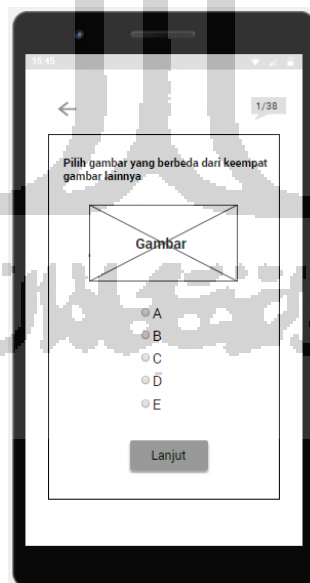 15:45
1/38
Pilih gambar yang berbeda dari keempat
gambar lainnya
Gambar
A
B
C
D
E
Lanjut